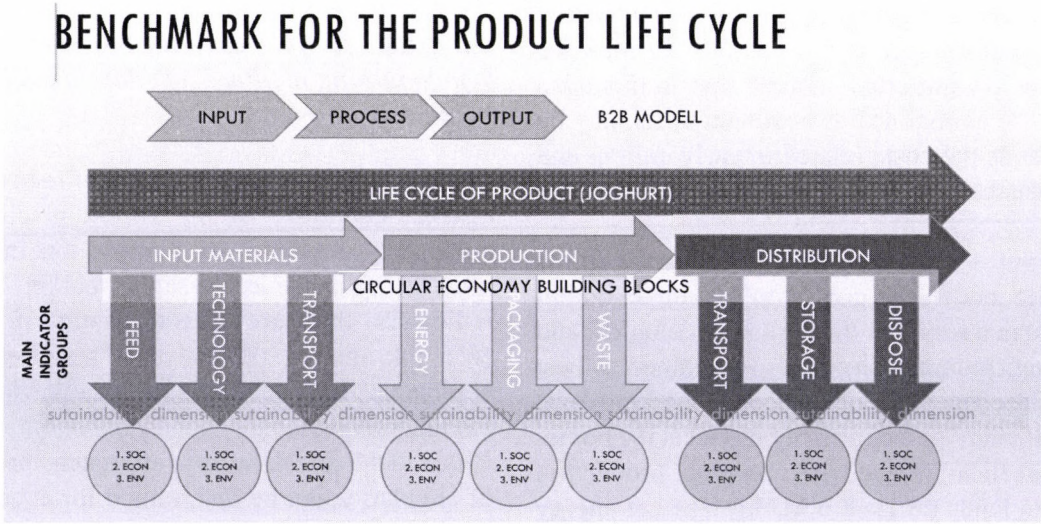 BENCHMARK FOR THE PRODUCT LIFE CYCLE
INPUT PROCESS OUTPUT B2B MODELL
LIFE CYCLE OF PRODUCT (JOGHURT)
INPUT MATERIALS PRODUCTION DISTRIBUTION
CIRCULAR ECONOMY BUILDING BLOCKS
MAIN
INDICATOR
GROUPS
FEED
TECHNOLOGY
TRANSPORT
ENERGY
PACKAGING
WASTE
TRANSPORT
STORAGE
DISPOSE
sutainability dimension sutainability dimension sutainability dimension sutainability dimension sutainability dimension
1. SOC
2. ECON
3. ENV
1. SOC
2. ECON
3. ENV
1. SOC
2. ECON
3. ENV
1. SOC
2. ECON
3. ENV
1. SOC
2. ECON
3. ENV
1. SOC
2. ECON
3. ENV
1. SOC
2. ECON
3. ENV
1. SOC
2. ECON
3. ENV
1. SOC
2. ECON
3. ENV